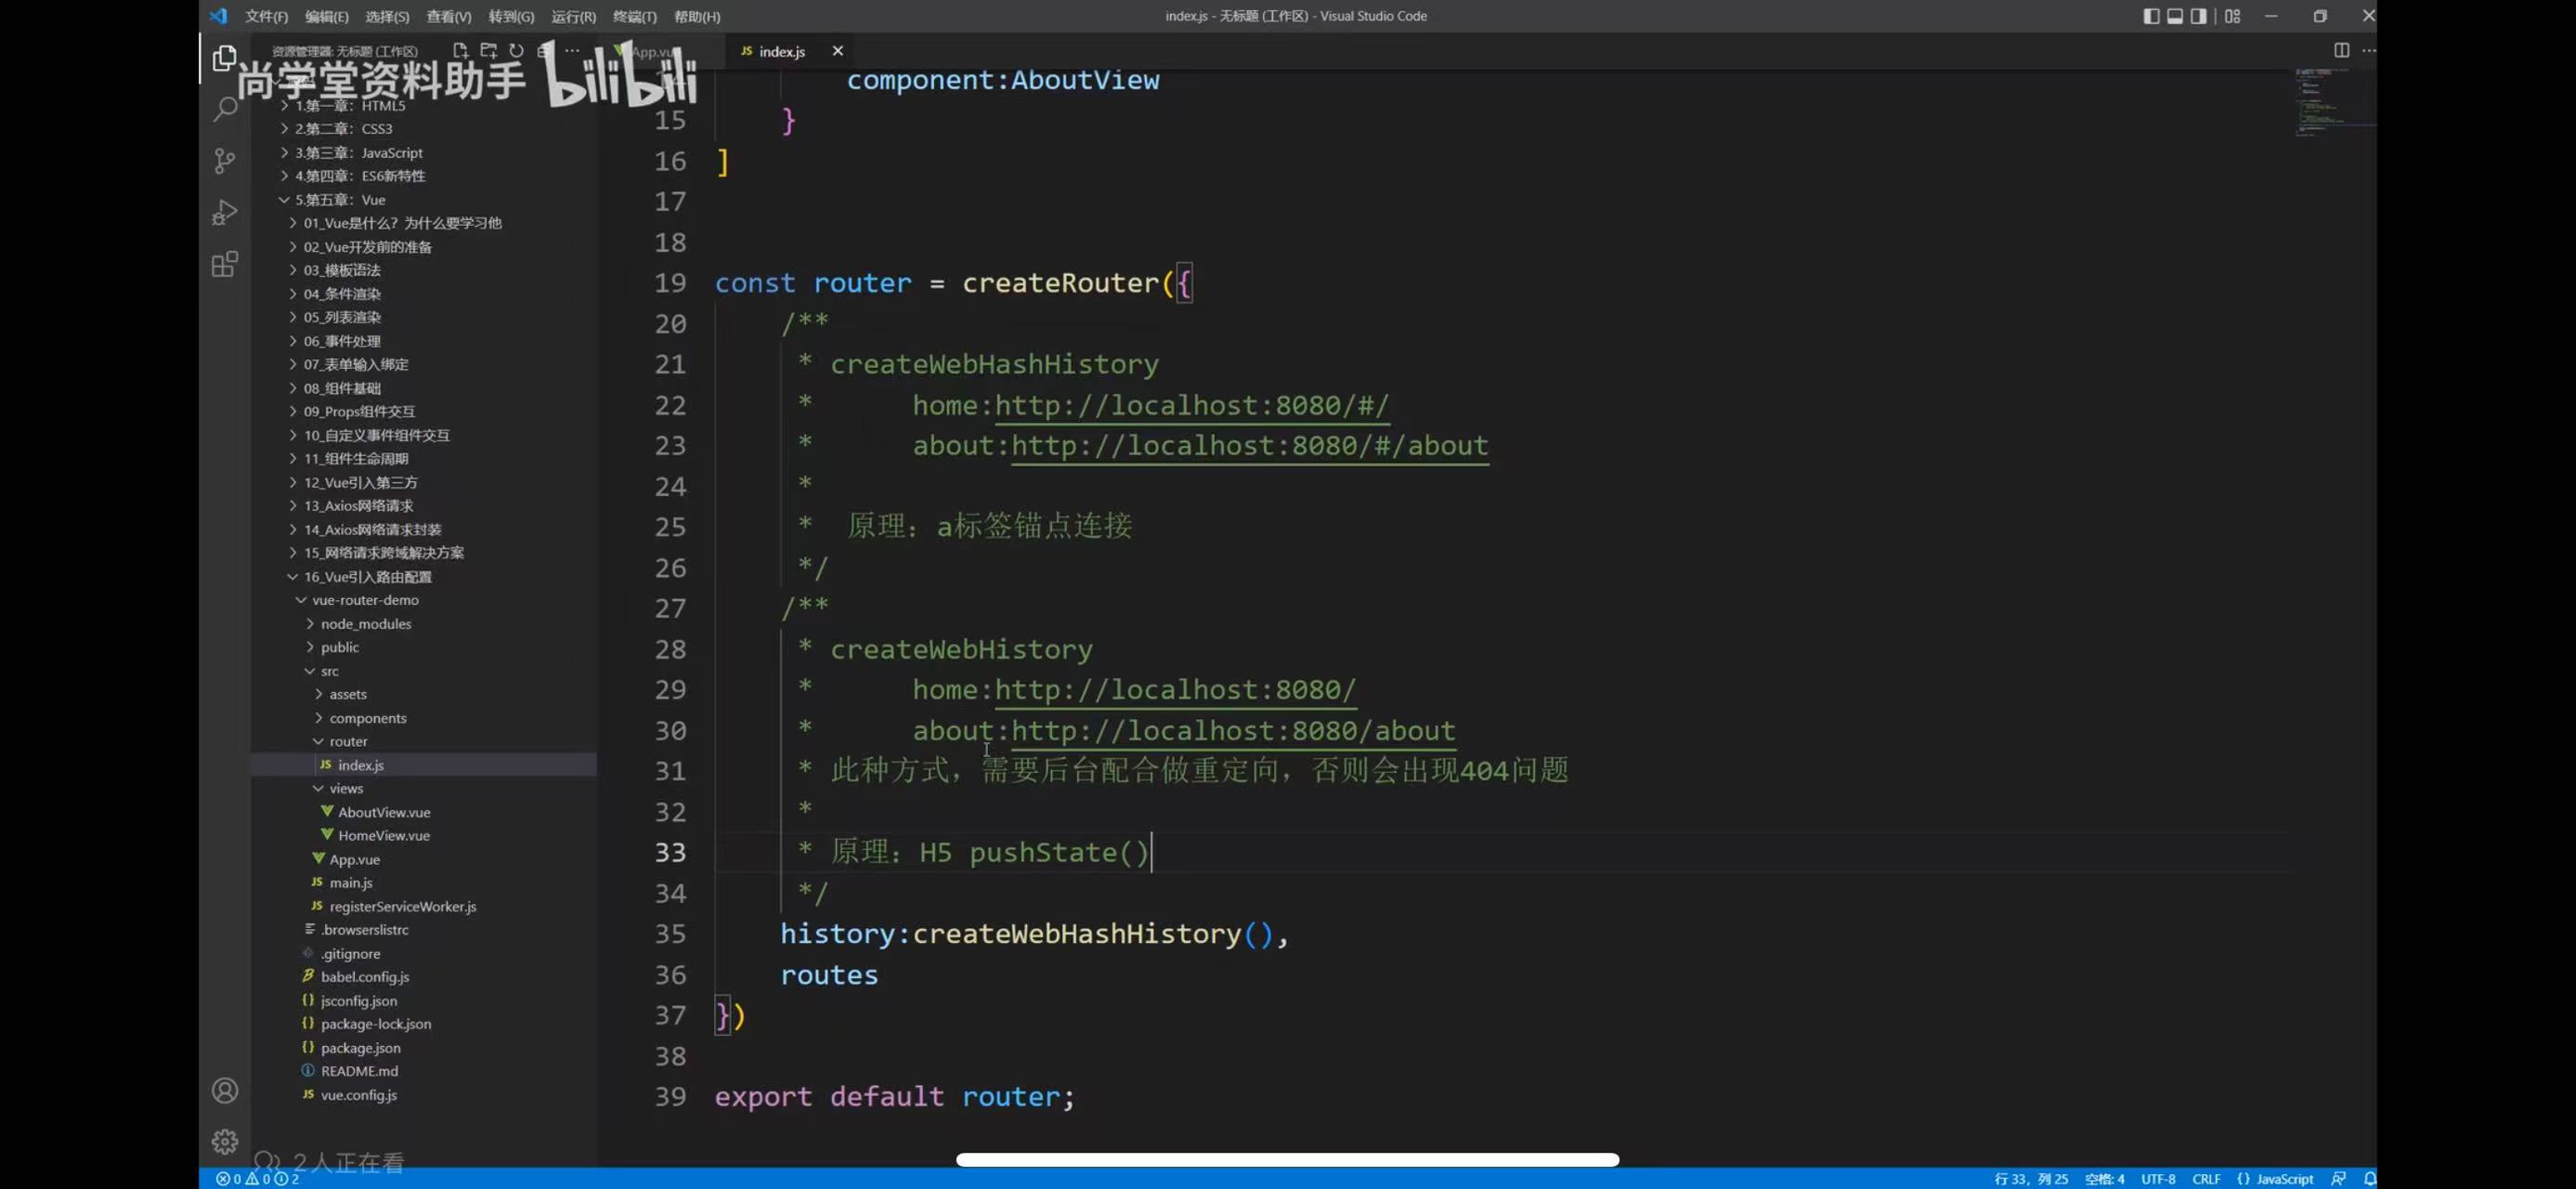 文件(F) 编辑(E) 选择(S) 查看(V) 转到(G) 运行(R) 终端(T) 帮助(H)
index.js - 无标题 (工作区) - Visual Studio Code
资源管理器: 无标题 (工作区)
App.vue
JS index.js
尚学堂资料助手 bilibili
1.第一章：HTML5
2.第二章：CSS3
3.第三章：JavaScript
4.第四章：ES6新特性
5.第五章：Vue
01_Vue是什么？为什么要学习他
02_Vue开发前的准备
03_模板语法
04_条件渲染
05_列表渲染
06_事件处理
07_表单输入绑定
08_组件基础
09_Props组件交互
10_自定义事件组件交互
11_组件生命周期
12_Vue引入第三方
13_Axios网络请求
14_Axios网络请求封装
15_网络请求跨域解决方案
16_Vue引入路由配置
vue-router-demo
node_modules
public
src
assets
components
router
JS index.js
views
AboutView.vue
HomeView.vue
App.vue
JS main.js
JS registerServiceWorker.js
.browserslistrc
.gitignore
babel.config.js
{} jsconfig.json
{} package-lock.json
{} package.json
README.md
JS vue.config.js
component:AboutView
15 }
16 ]
17
18
19 const router = createRouter({
20 /**
21 * createWebHashHistory
22 * home:http://localhost:8080/#/
23 * about:http://localhost:8080/#/about
24 *
25 * 原理：a标签锚点连接
26 */
27 /**
28 * createWebHistory
29 * home:http://localhost:8080/
30 * about:http://localhost:8080/about
31 * 此种方式，需要后台配合做重定向，否则会出现404问题
32 *
33 * 原理：H5 pushState()
34 */
35 history:createWebHashHistory(),
36 routes
37 })
38
39 export default router;
2人正在看
0 0 2
行 33，列 25 空格: 4 UTF-8 CRLF {} JavaScript